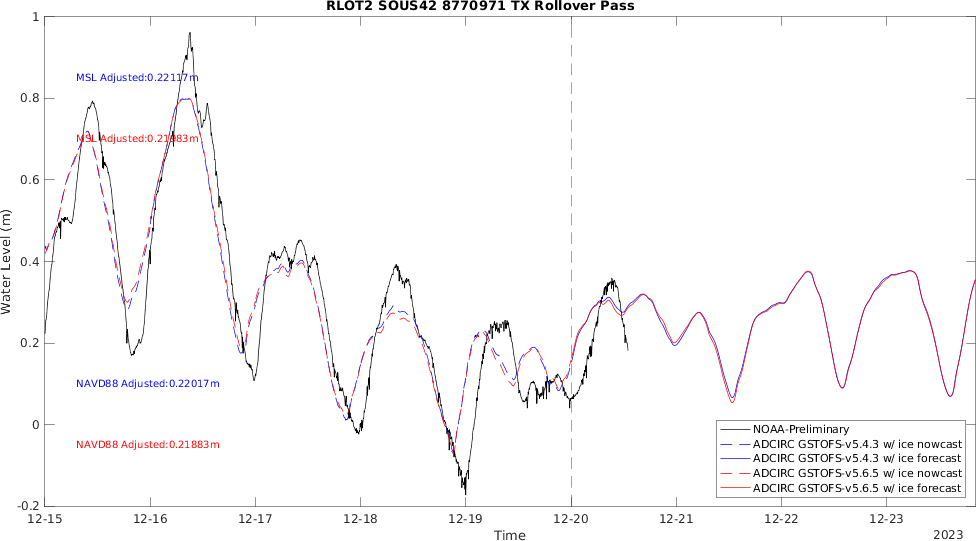 RLOT2 SOUS42 8770971 TX Rollover Pass
1
0.8
0.6
0.4
0.2
0
-0.2
Water Level (m)
MSL Adjusted:0.22117m
MSL Adjusted:0.21983m
NAVD88 Adjusted:0.22017m
NAVD88 Adjusted:0.21883m
NOAA-Preliminary
ADCIRC GSTOFS-v5.4.3 w/ ice nowcast
ADCIRC GSTOFS-v5.4.3 w/ ice forecast
ADCIRC GSTOFS-v5.6.5 w/ ice nowcast
ADCIRC GSTOFS-v5.6.5 w/ ice forecast
12-15 12-16 12-17 12-18 12-19 12-20 12-21 12-22 12-23
Time
2023